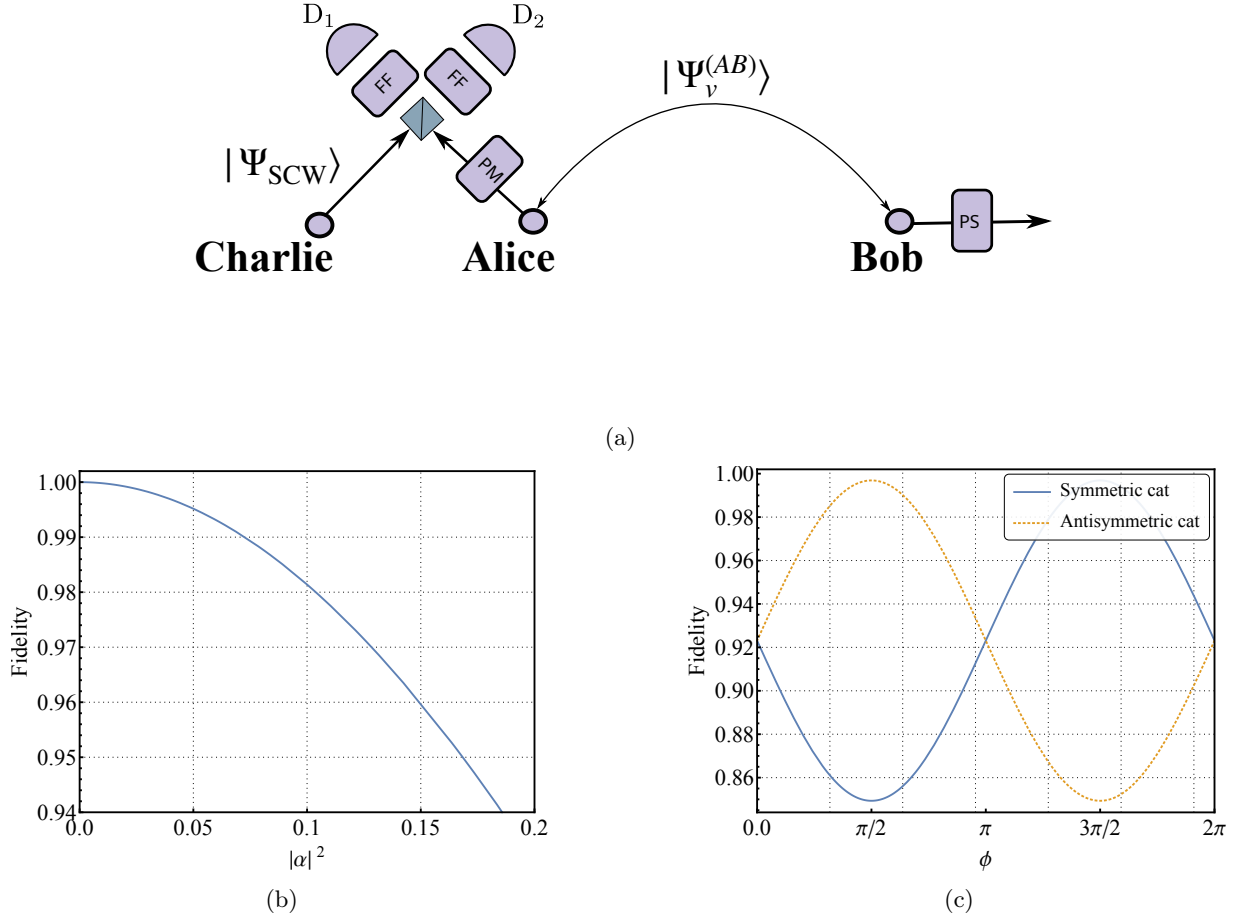 D₁
D₂
FF
FF
|Ψ_SCW⟩
PM
|Ψ_v^(AB)⟩
PS
Charlie
Alice
Bob
(a)
1.00
0.99
0.98
0.97
0.96
0.95
0.94
Fidelity
0.0
0.05
0.1
0.15
0.2
|α|²
(b)
1.00
0.98
0.96
0.94
0.92
0.90
0.88
0.86
Fidelity
Symmetric cat
Antisymmetric cat
0.0
π/2
π
3π/2
2π
ϕ
(c)